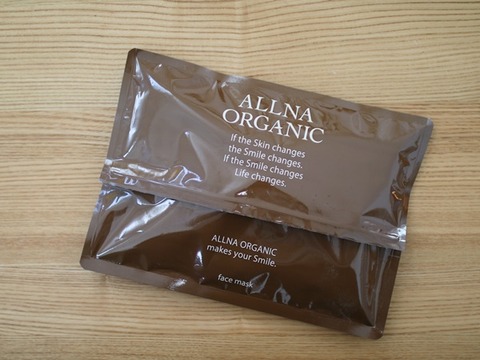 ALLNA
ORGANIC
If the Skin changes
the Smile changes.
If the Smile changes
Life changes.
ALLNA ORGANIC
makes your Smile.
face mask